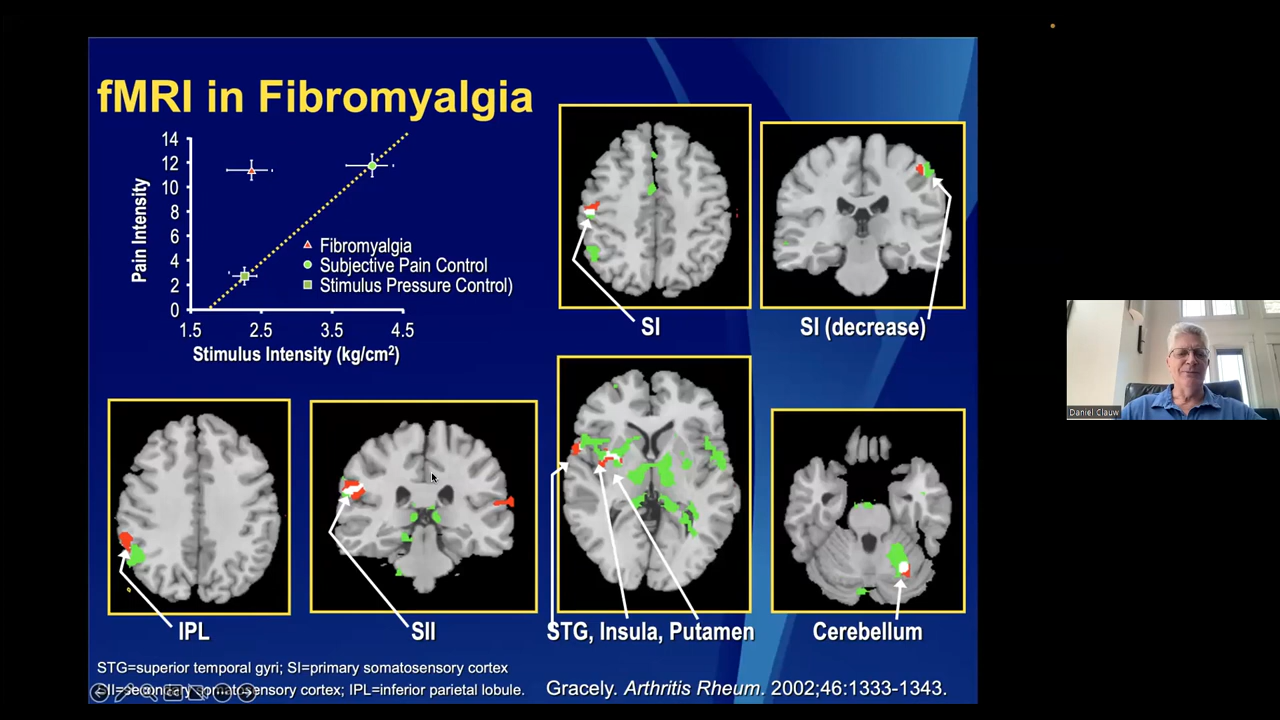 fMRI in Fibromyalgia
14
12
10
8
6
4
2
0
Pain Intensity
Fibromyalgia
Subjective Pain Control
Stimulus Pressure Control)
1.5 2.5 3.5 4.5
Stimulus Intensity (kg/cm²)
SI
SI (decrease)
Daniel Clauw
IPL
SII
STG, Insula, Putamen
Cerebellum
STG=superior temporal gyri; SI=primary somatosensory cortex
SII=secondary somatosensory cortex; IPL=inferior parietal lobule.
Gracely. Arthritis Rheum. 2002;46:1333-1343.